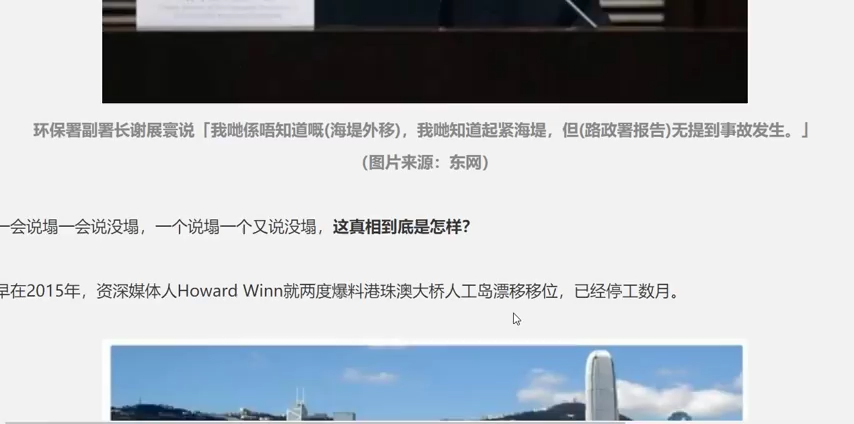 环保署副署长谢展寰说「我哋係唔知道嘅(海堤外移)，我哋知道起紧海堤，但(路政署报告)无提到事故发生。」
(图片来源：东网)
一会说塌一会说没塌，一个说塌一个又说没塌，这真相到底是怎样？
早在2015年，资深媒体人Howard Winn就两度爆料港珠澳大桥人工岛漂移移位，已经停工数月。